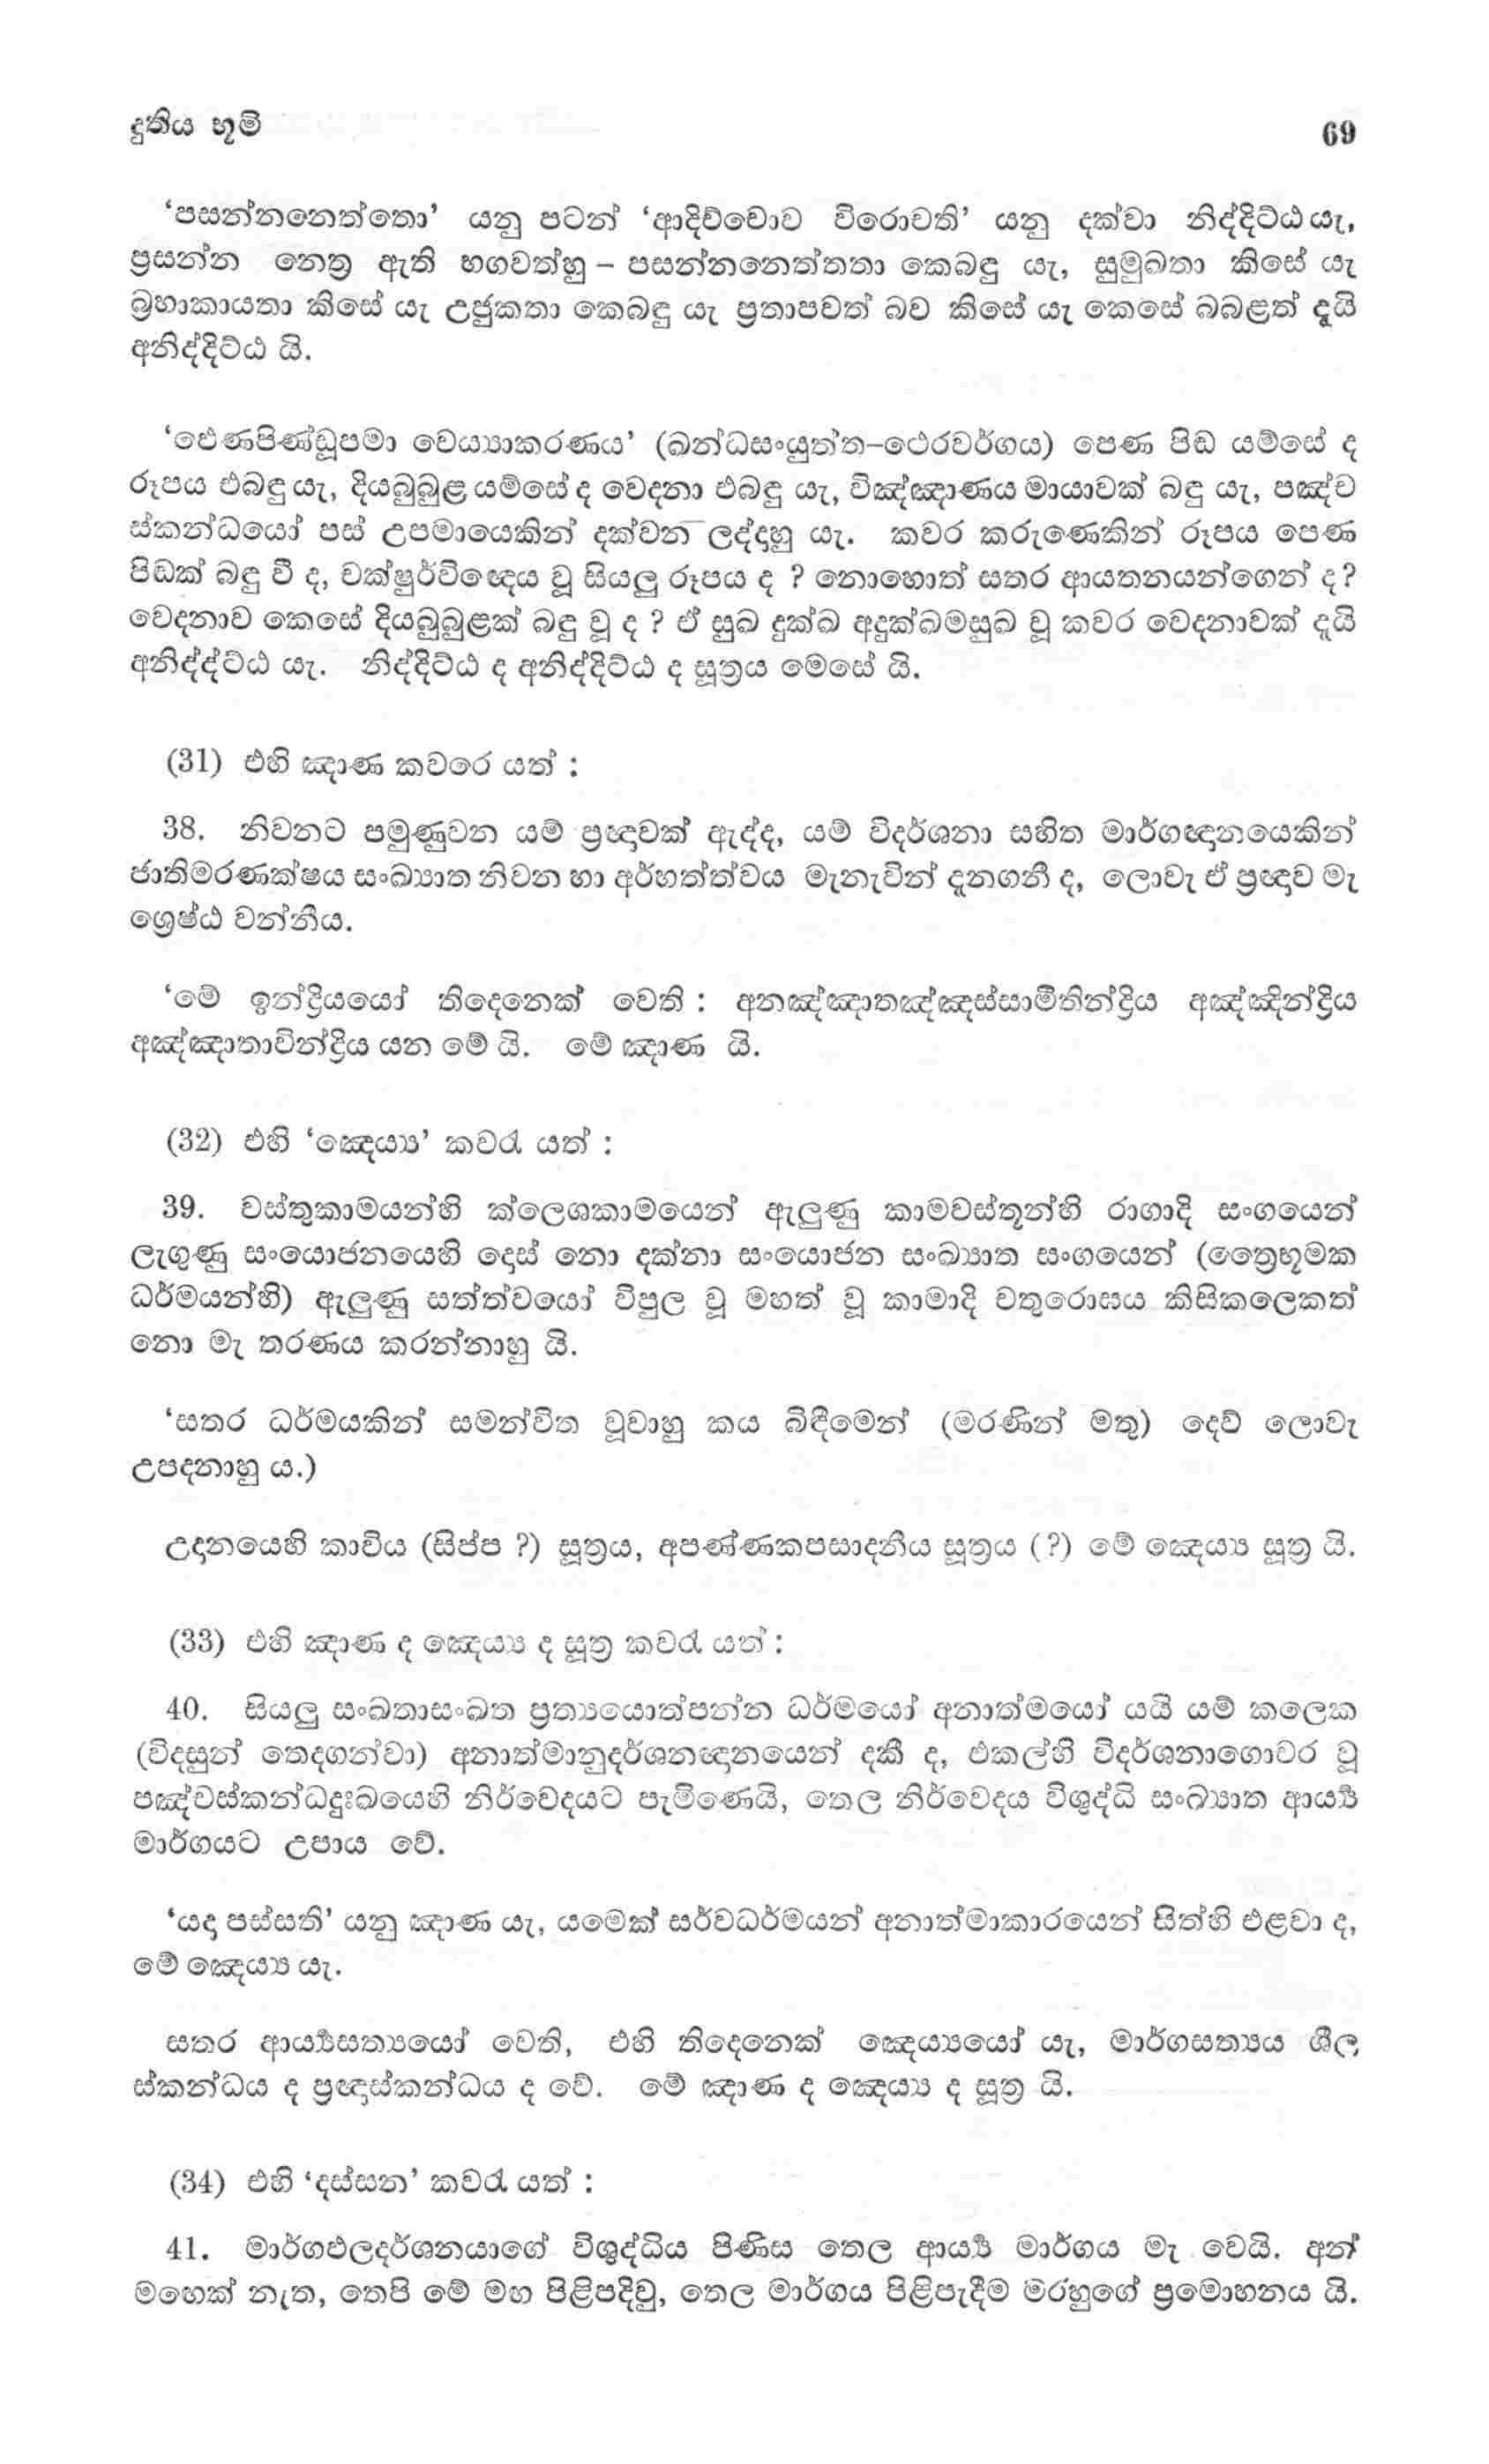 දුතිය භූමි
69
‘පසන්නනෙත්තො’ යනු පටන් ‘ආදිච්චොව විරොචති’ යනු දක්වා නිද්දිට්ඨ යැ,
ප්‍රසන්න නෙත්‍ර ඇති භගවත්හු – පසන්නනෙත්තතා කෙබඳු යැ, සුමුඛතා කිසේ යැ
බ්‍රහාකායතා කිසේ යැ උජුකතා කෙබඳු යැ ප්‍රතාපවත් බව කිසේ යැ කෙසේ බබළත් දැයි
අනිද්දිට්ඨ යි.
‘ඵෙණපිණ්ඩූපමා වෙය්‍යාකරණය’ (ඛන්ධසංයුත්ත–ථෙරවර්ගය) පෙණ පිඬ යම්සේ ද
රූපය එබඳු යැ, දියබුබුළ යම්සේ ද වෙදනා එබඳු යැ, විඤ්ඤාණය මායාවක් බඳු යැ, පඤ්ච
ස්කන්ධයෝ පස් උපමායෙකින් දක්වන ලද්දහු යැ. කවර කරුණෙකින් රූපය පෙණ
පිඬක් බඳු වී ද, චක්ෂුර්විඥෙය වූ සියලු රූපය ද ? නොහොත් සතර ආයතනයන්ගෙන් ද?
වෙදනාව කෙසේ දියබුබුළක් බඳු වූ ද ? ඒ සුඛ දුක්ඛ අදුක්ඛමසුඛ වූ කවර වෙදනාවක් දැයි
අනිද්ද්ට්ඨ යැ. නිද්දිට්ඨ ද අනිද්දිට්ඨ ද සූත්‍රය මෙසේ යි.
(31) එහි ඤාණ කවරෙ යත් :
38. නිවනට පමුණුවන යම් ප්‍රඥාවක් ඇද්ද, යම් විදර්ශනා සහිත මාර්ගඥානයෙකින්
ජාතිමරණක්ෂය සංඛ්‍යාත නිවන හා අර්හත්ත්වය මැනැවින් දැනගනී ද, ලොවැ ඒ ප්‍රඥාව මැ
ශ්‍රෙෂ්ඨ වන්නීය.
‘මේ ඉන්ද්‍රියයෝ තිදෙනෙක් වෙති : අනඤ්ඤාතඤ්ඤස්සාමීතින්ද්‍රිය අඤ්ඤින්ද්‍රිය
අඤ්ඤාතාවින්ද්‍රිය යන මේ යි. මේ ඤාණ යි.
(32) එහි ‘ඤෙය්‍ය’ කවරැ යත් :
39. වස්තුකාමයන්හි ක්ලෙශකාමයෙන් ඇලුණු කාමවස්තූන්හි රාගාදි සංගයෙන්
ලැගුණු සංයොජනයෙහි දොස් නො දක්නා සංයොජන සංඛ්‍යාත සංගයෙන් (ත්‍රෛභූමක
ධර්මයන්හි) ඇලුණු සත්ත්වයෝ විපුල වූ මහත් වූ කාමාදි චතුරොඝය කිසිකලෙකත්
නො මැ තරණය කරන්නාහු යි.
‘සතර ධර්මයකින් සමන්විත වූවාහු කය බිඳීමෙන් (මරණින් මතු) දෙව් ලොවැ
උපදනාහු ය.)
උදානයෙහි කාවිය (සිප්ප ?) සූත්‍රය, අපණ්ණකපසාදනීය සූත්‍රය (?) මේ ඤෙය්‍ය සූත්‍ර යි.
(33) එහි ඤාණ ද ඤෙය්‍ය ද සූත්‍ර කවරැ යත් :
40. සියලු සංඛතාසංඛත ප්‍රත්‍යයොත්පන්න ධර්මයෝ අනාත්මයෝ යයි යම් කලෙක
(විදසුන් තෙදගන්වා) අනාත්මානුදර්ශනඥානයෙන් දකී ද, එකල්හි විදර්ශනාගොචර වූ
පඤ්චස්කන්ධදුඃඛයෙහි නිර්වෙදයට පැමිණෙයි, තෙල නිර්වෙදය විශුද්ධි සංඛ්‍යාත ආර්‍ය්‍ය
මාර්ගයට උපාය වේ.
‘යදා පස්සති’ යනු ඤාණ යැ, යමෙක් සර්වධර්මයන් අනාත්මාකාරයෙන් සිත්හි එළවා ද,
මේ ඤෙය්‍ය යැ.
සතර ආර්‍ය්‍යසත්‍යයෝ වෙති, එහි තිදෙනෙක් ඤෙය්‍යයෝ යැ, මාර්ගසත්‍යය ශීල
ස්කන්ධය ද ප්‍රඥාස්කන්ධය ද වේ. මේ ඤාණ ද ඤෙය්‍ය ද සූත්‍ර යි.
(34) එහි ‘දස්සන’ කවරැ යත් :
41. මාර්ගඵලදර්ශනයාගේ විශුද්ධිය පිණිස තෙල ආර්‍ය්‍ය මාර්ගය මැ වෙයි. අන්
මඟෙක් නැත, තෙපි මේ මඟ පිළිපදිවු, තෙල මාර්ගය පිළිපැදීම මරහුගේ ප්‍රමොහනය යි.